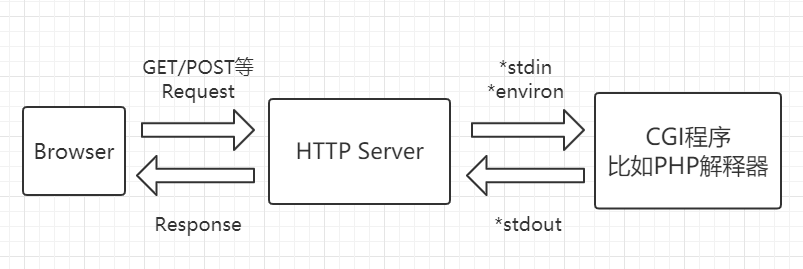 GET/POST等
Request
*stdin
*environ
Browser
HTTP Server
CGI程序
比如PHP解释器
Response
*stdout